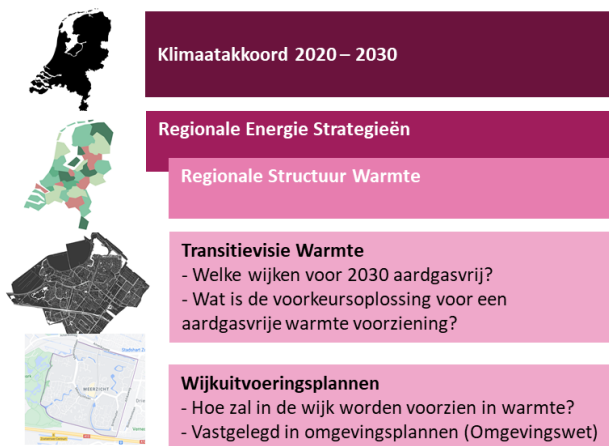 Klimaatakkoord 2020 – 2030
Regionale Energie Strategieën
Regionale Structuur Warmte
Transitievisie Warmte
- Welke wijken voor 2030 aardgasvrij?
- Wat is de voorkeursoplossing voor een
aardgasvrije warmte voorziening?
MEERZICHT
Wijkuitvoeringsplannen
- Hoe zal in de wijk worden voorzien in warmte?
- Vastgelegd in omgevingsplannen (Omgevingswet)